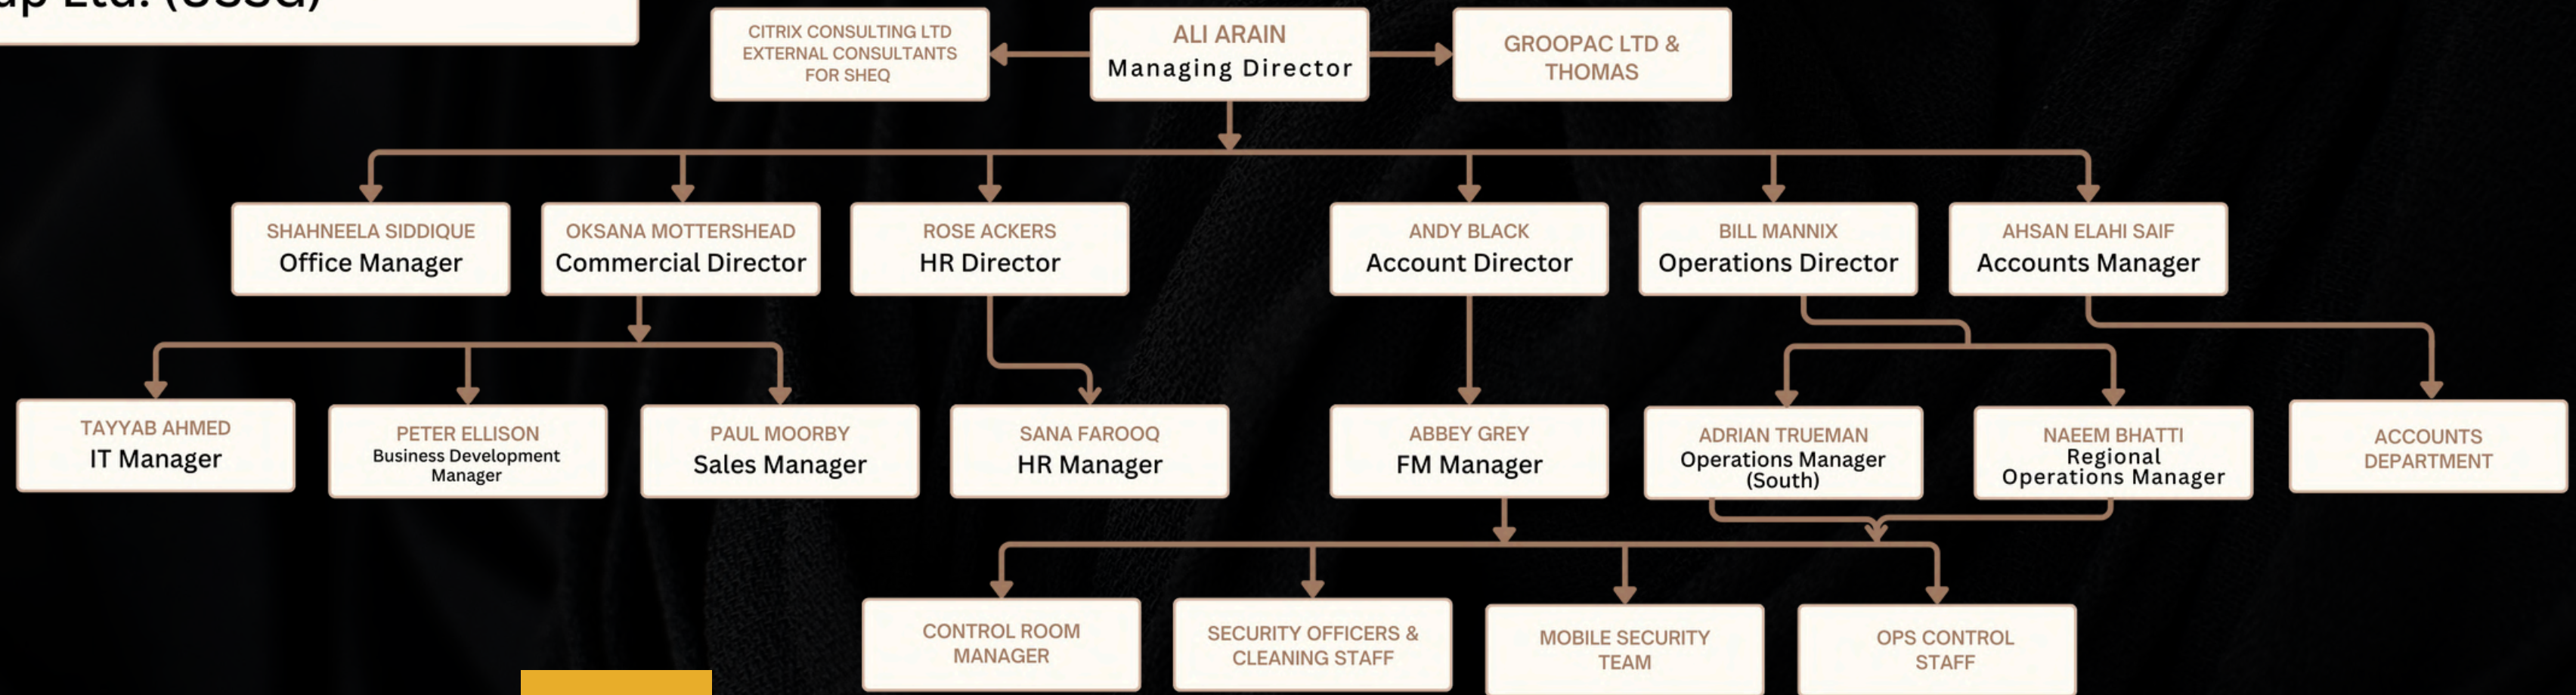 Ltd. (USSG)
CITRIX CONSULTING LTD
EXTERNAL CONSULTANTS
FOR SHEQ
ALI ARAIN
Managing Director
GROOPAC LTD &
THOMAS
SHAHNEELA SIDDIQUE
Office Manager
OKSANA MOTTERSHEAD
Commercial Director
ROSE ACKERS
HR Director
ANDY BLACK
Account Director
BILL MANNIX
Operations Director
AHSAN ELAHI SAIF
Accounts Manager
TAYYAB AHMED
IT Manager
PETER ELLISON
Business Development
Manager
PAUL MOORBY
Sales Manager
SANA FAROOQ
HR Manager
ABBEY GREY
FM Manager
ADRIAN TRUEMAN
Operations Manager
(South)
NAEEM BHATTI
Regional
Operations Manager
ACCOUNTS
DEPARTMENT
CONTROL ROOM
MANAGER
SECURITY OFFICERS &
CLEANING STAFF
MOBILE SECURITY
TEAM
OPS CONTROL
STAFF